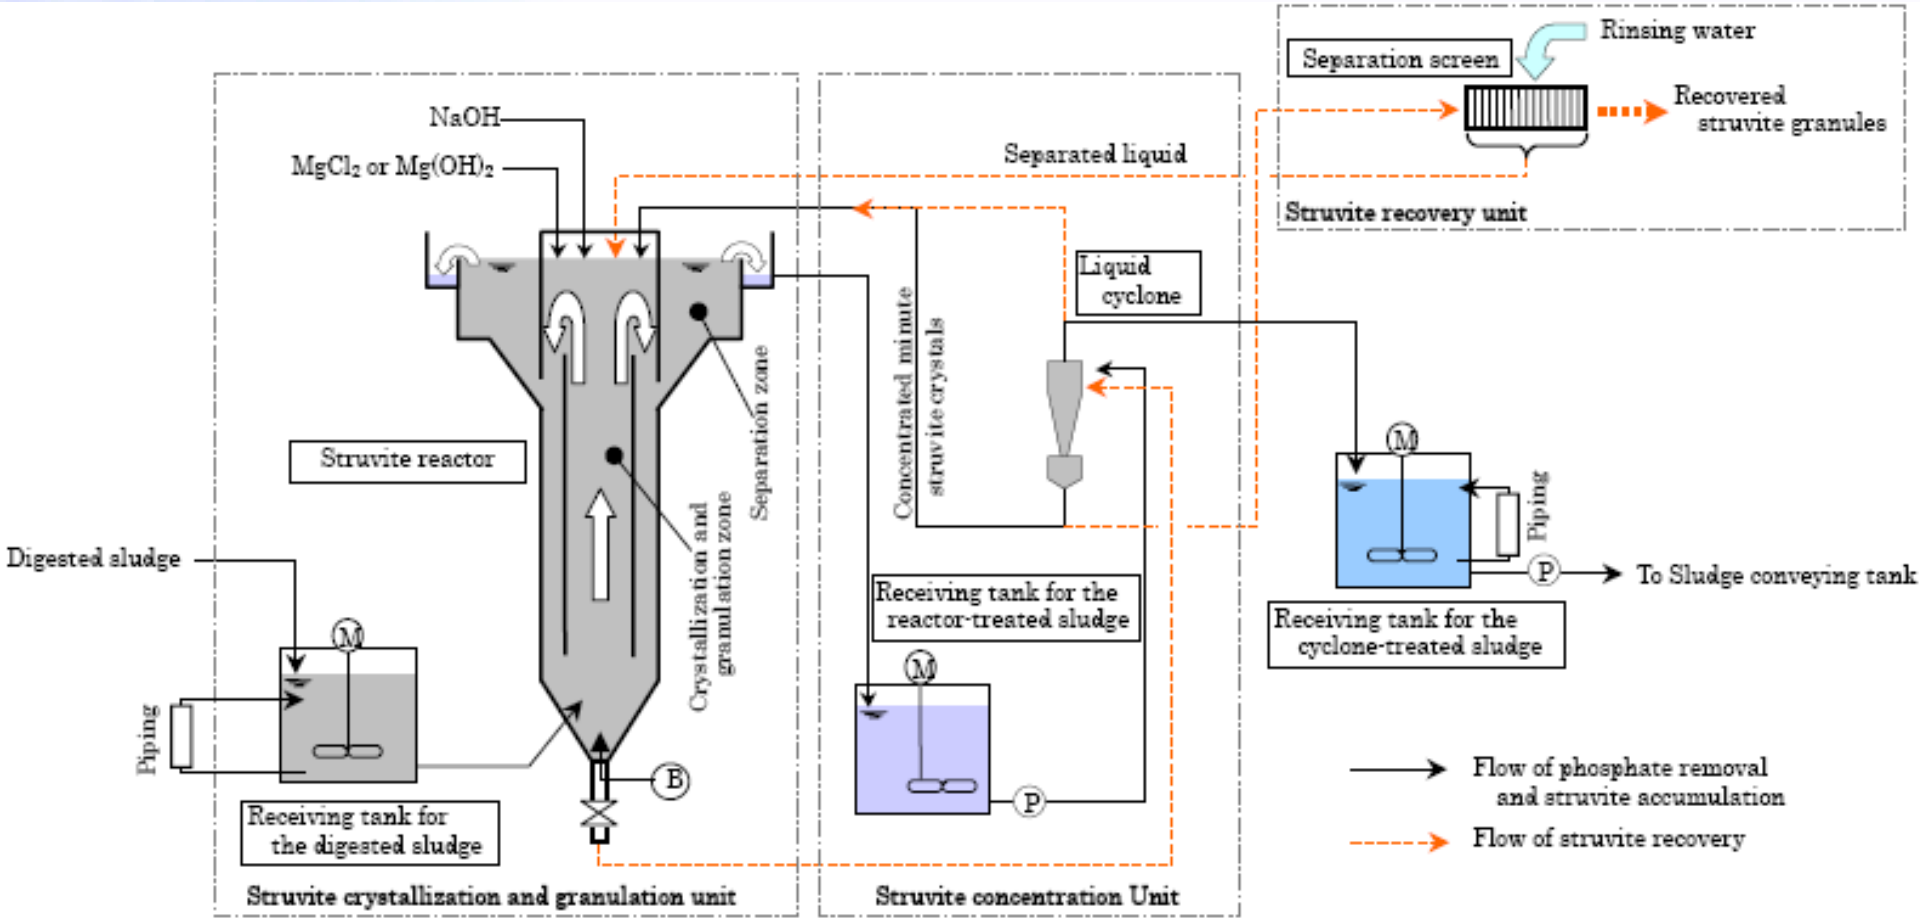 Rinsing water
Separation screen
Recovered
struvite granules
Struvite recovery unit
NaOH
MgCl₂ or Mg(OH)₂
Separated liquid
Liquid
cyclone
Concentrated minute
struvite crystals
Separation zone
Struvite reactor
Crystallization and
granulation zone
Digested sludge
M
Piping
B
Receiving tank for
the digested sludge
Struvite crystallization and granulation unit
Receiving tank for the
reactor-treated sludge
M
P
Struvite concentration Unit
M
Piping
P
To Sludge conveying tank
Receiving tank for the
cyclone-treated sludge
Flow of phosphate removal
and struvite accumulation
Flow of struvite recovery